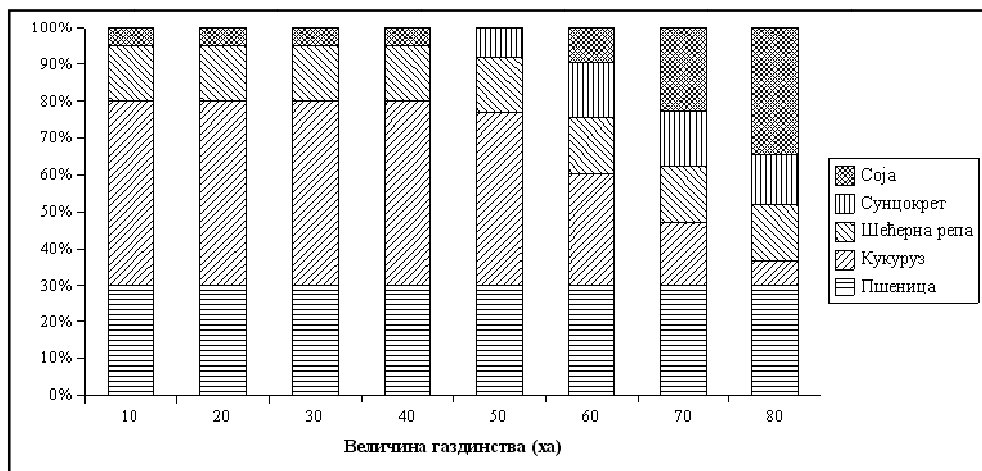 100%
90%
80%
70%
60%
50%
40%
30%
20%
10%
0%
10 20 30 40 50 60 70 80
Величина газдинства (ха)
Соја
Сунцокрет
Шећерна репа
Кукуруз
Пшеница